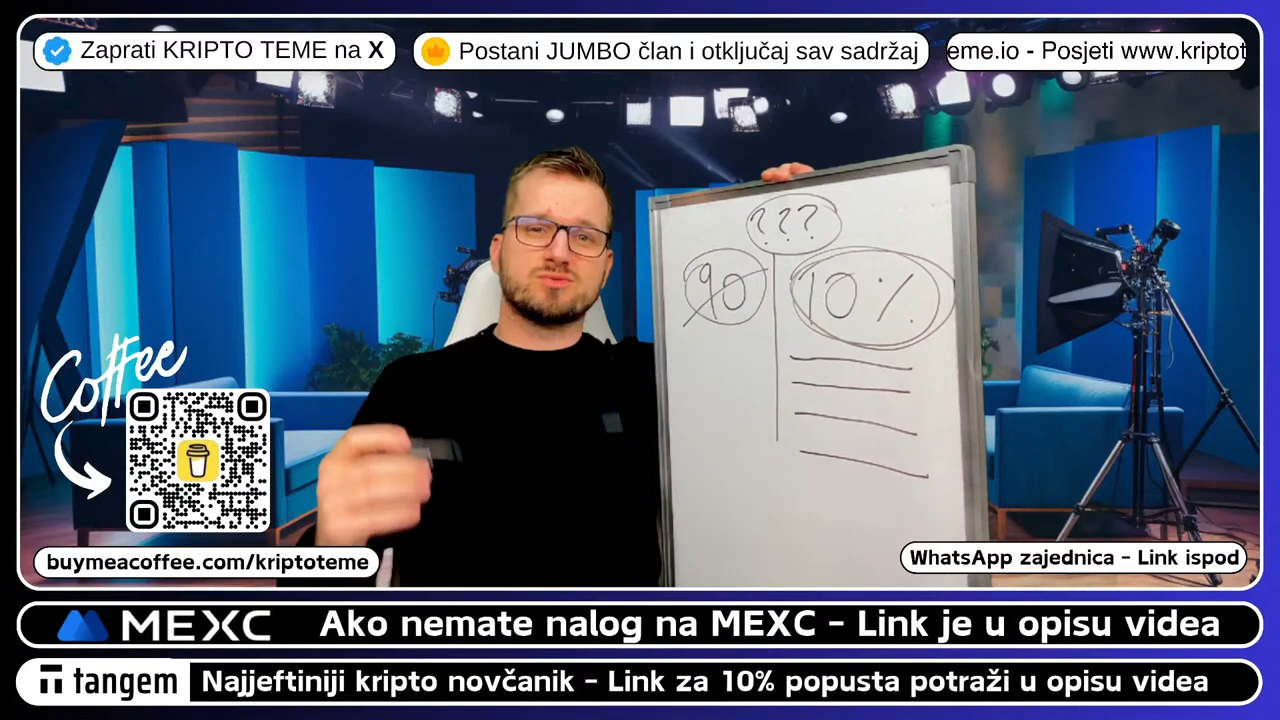 Zaprati KRIPTO TEME na X
Postani JUMBO član i otključaj sav sadržaj
eme.io - Posjeti www.kriptot
???
90
10%
Coffee
buymeacoffee.com/kriptoteme
WhatsApp zajednica - Link ispod
MEXC
Ako nemate nalog na MEXC - Link je u opisu videa
tangem
Najjeftiniji kripto novčanik - Link za 10% popusta potraži u opisu videa